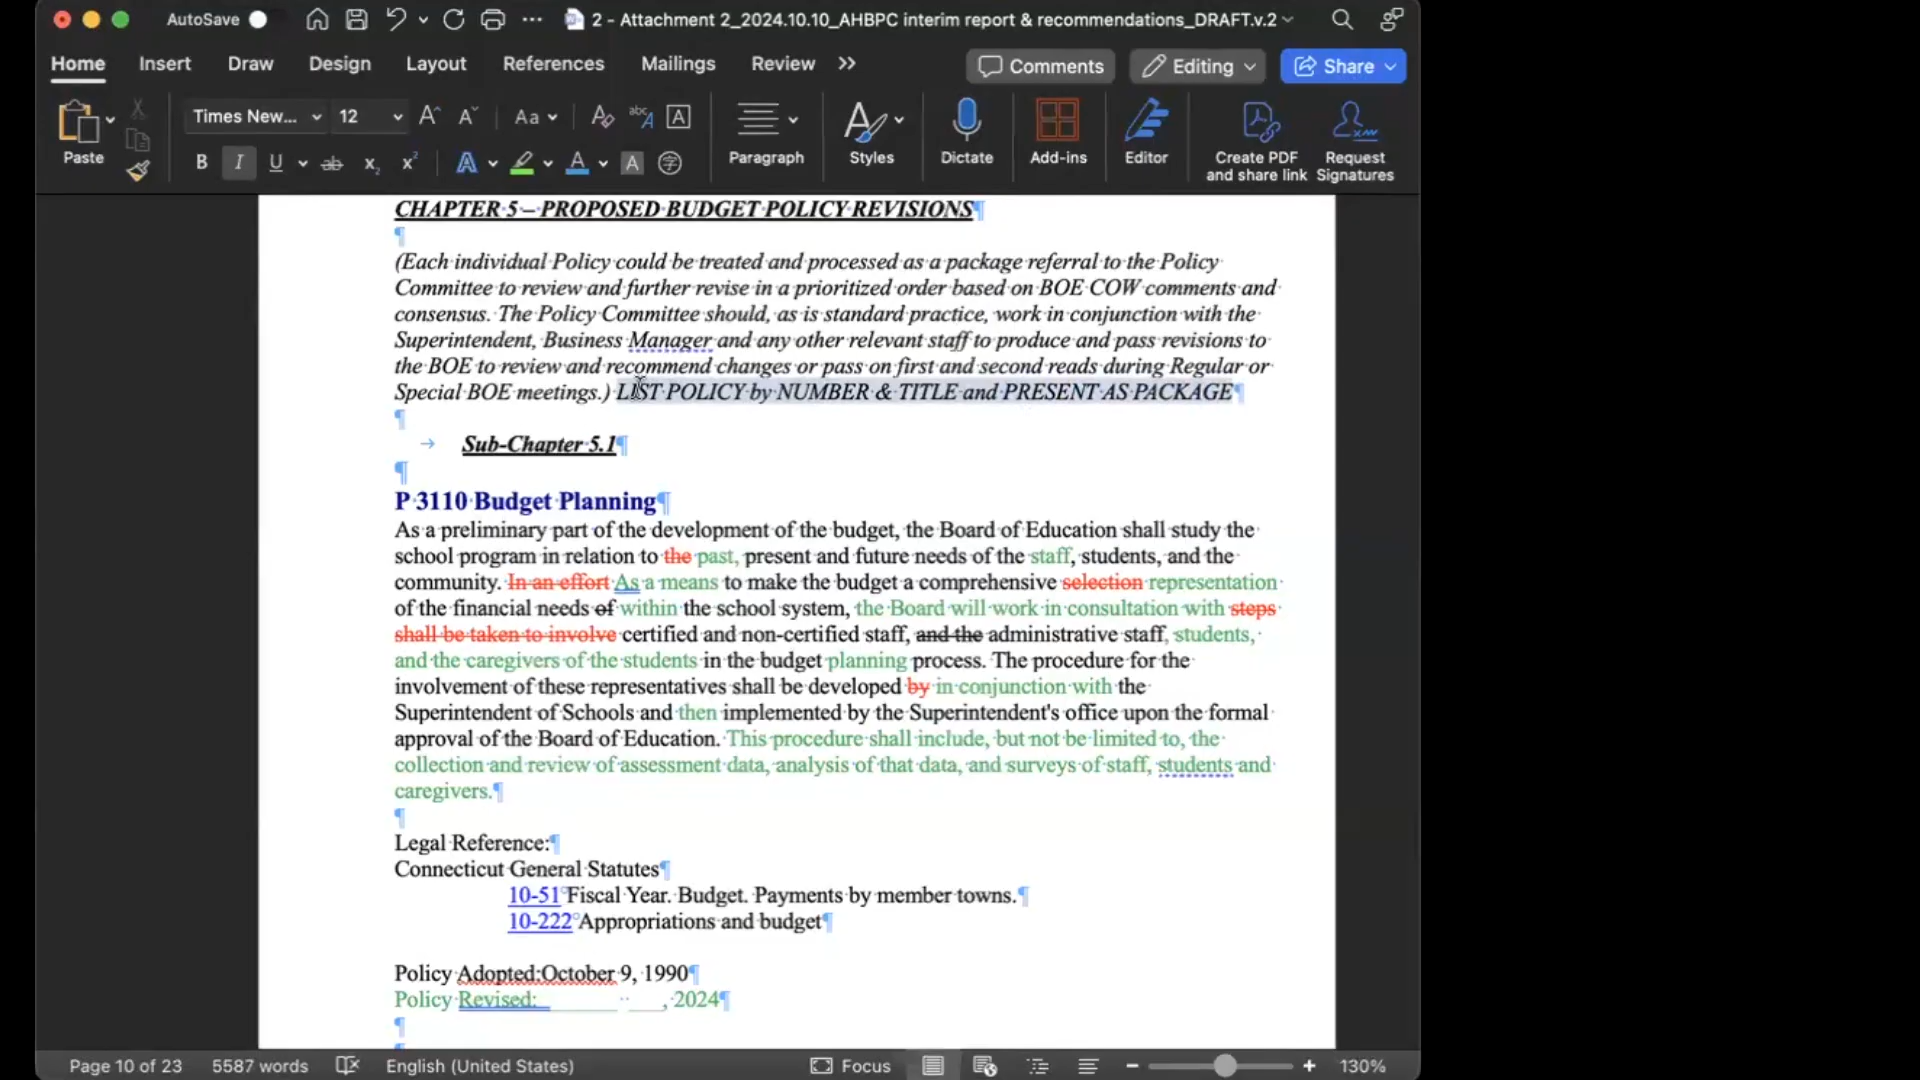 AutoSave
2 - Attachment 2_2024.10.10_AHBPC interim report & recommendations_DRAFT.v.2
Home Insert Draw Design Layout References Mailings Review >> Comments Editing Share
Paste
Times New... 12 Aa
B I U ab x₂ x²
Paragraph
Styles
Dictate
Add-ins
Editor
Create PDF
and share link
Request
Signatures
CHAPTER 5 – PROPOSED BUDGET POLICY REVISIONS
(Each individual Policy could be treated and processed as a package referral to the Policy
Committee to review and further revise in a prioritized order based on BOE COW comments and
consensus. The Policy Committee should, as is standard practice, work in conjunction with the
Superintendent, Business Manager and any other relevant staff to produce and pass revisions to
the BOE to review and recommend changes or pass on first and second reads during Regular or
Special BOE meetings.) LIST POLICY by NUMBER & TITLE and PRESENT AS PACKAGE
Sub-Chapter 5.1
P 3110 Budget Planning
As a preliminary part of the development of the budget, the Board of Education shall study the
school program in relation to the past, present and future needs of the staff, students, and the
community. In an effort As a means to make the budget a comprehensive selection representation
of the financial needs of within the school system, the Board will work in consultation with steps
shall be taken to involve certified and non-certified staff, and the administrative staff, students,
and the caregivers of the students in the budget planning process. The procedure for the
involvement of these representatives shall be developed by in conjunction with the
Superintendent of Schools and then implemented by the Superintendent's office upon the formal
approval of the Board of Education. This procedure shall include, but not be limited to, the
collection and review of assessment data, analysis of that data, and surveys of staff, students and
caregivers.
Legal Reference:
Connecticut General Statutes
10-51 Fiscal Year. Budget. Payments by member towns.
10-222 Appropriations and budget
Policy Adopted:October 9, 1990
Policy Revised: ______ ___, 2024
Page 10 of 23 5587 words English (United States) Focus 130%